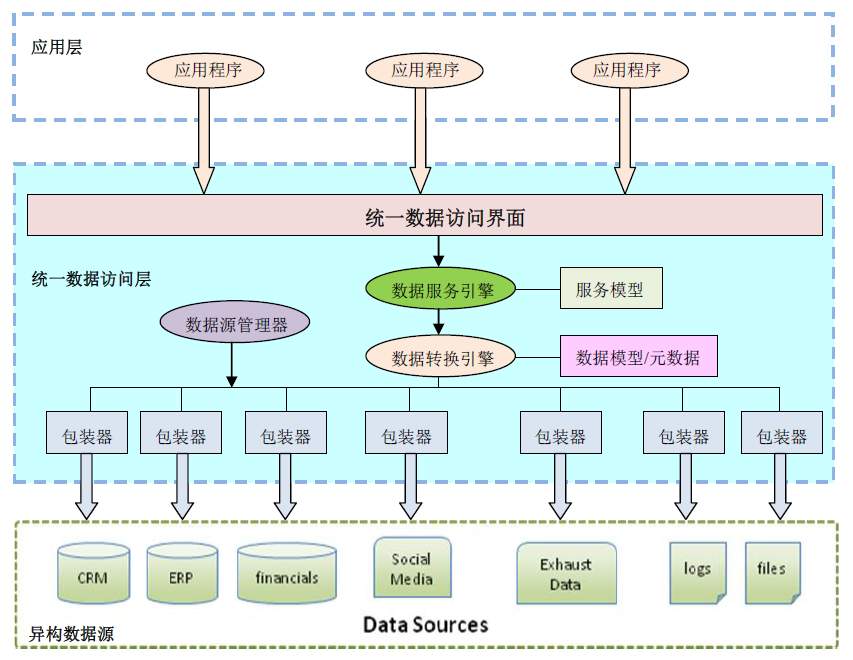 应用层
应用程序
应用程序
应用程序
统一数据访问界面
统一数据访问层
数据服务引擎
服务模型
数据源管理器
数据转换引擎
数据模型/元数据
包装器
包装器
包装器
包装器
包装器
包装器
包装器
CRM
ERP
financials
Social
Media
Exhaust
Data
logs
files
Data Sources
异构数据源